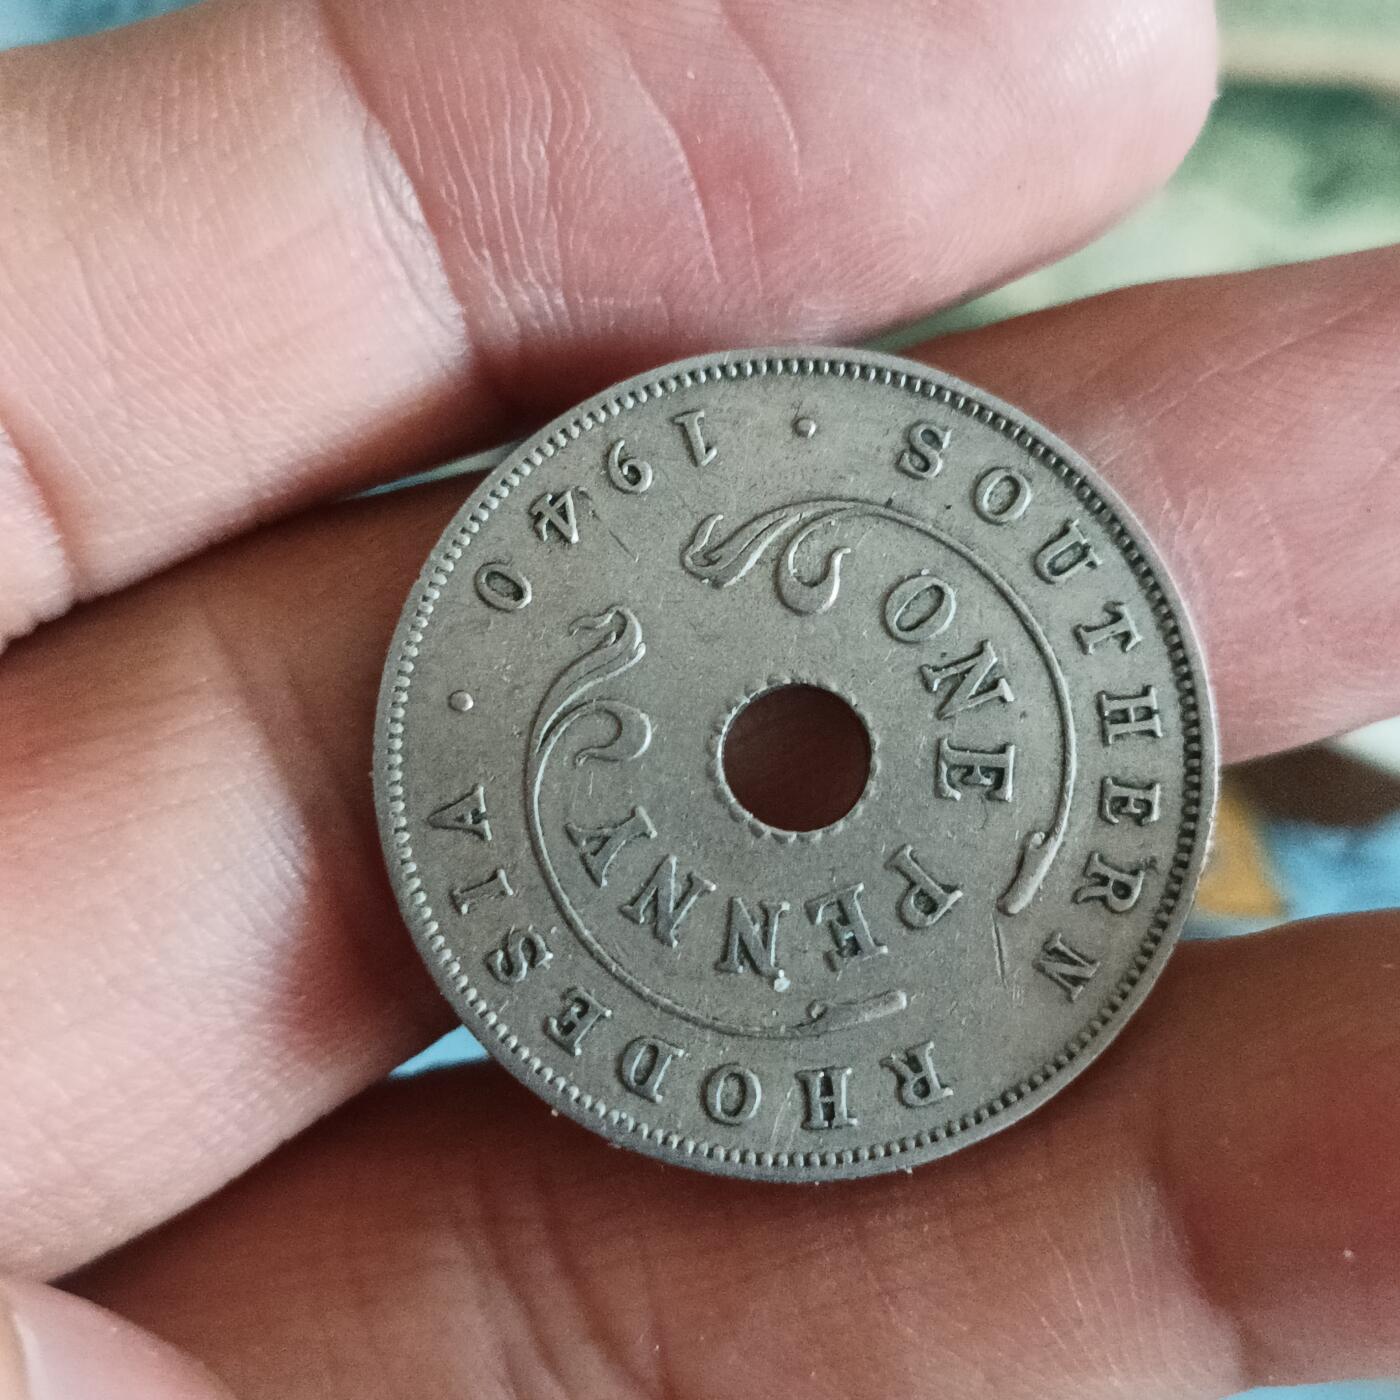 SOUTHERN RHODESIA
· 1940 ·
ONE PENNY